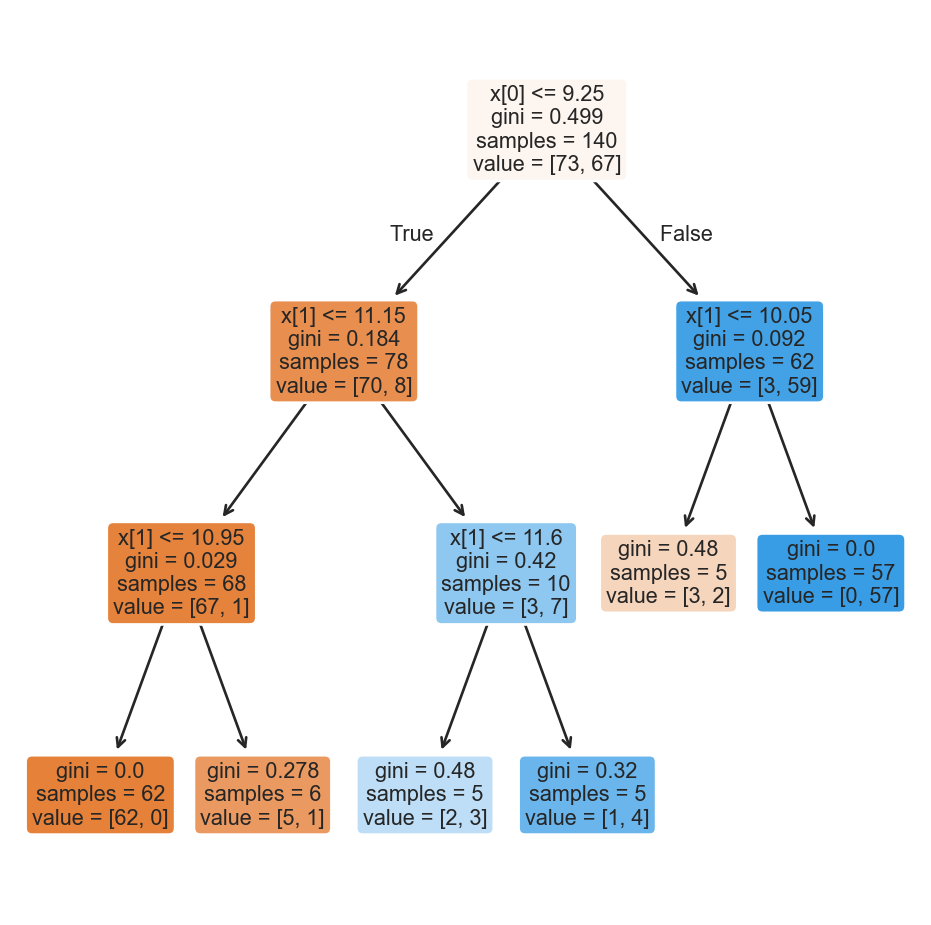 x[0] <= 9.25
gini = 0.499
samples = 140
value = [73, 67]
True
False
x[1] <= 11.15
gini = 0.184
samples = 78
value = [70, 8]
x[1] <= 10.05
gini = 0.092
samples = 62
value = [3, 59]
x[1] <= 10.95
gini = 0.029
samples = 68
value = [67, 1]
x[1] <= 11.6
gini = 0.42
samples = 10
value = [3, 7]
gini = 0.48
samples = 5
value = [3, 2]
gini = 0.0
samples = 57
value = [0, 57]
gini = 0.0
samples = 62
value = [62, 0]
gini = 0.278
samples = 6
value = [5, 1]
gini = 0.48
samples = 5
value = [2, 3]
gini = 0.32
samples = 5
value = [1, 4]